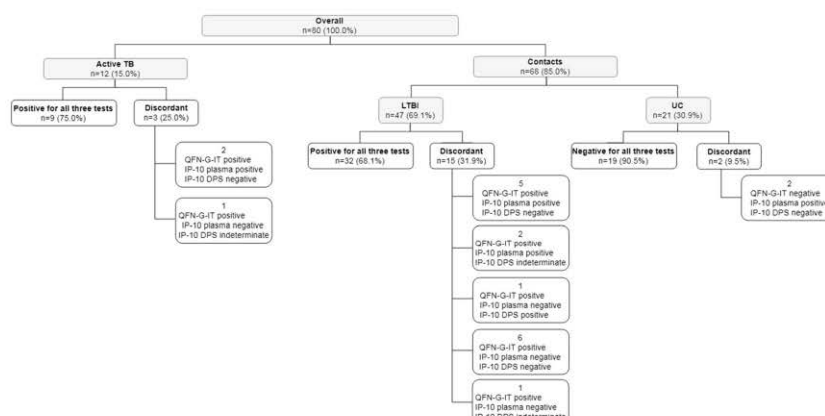 Overall
n=80 (100.0%)
Active TB
n=12 (15.0%)
Contacts
n=68 (85.0%)
Positive for all three tests
n=9 (75.0%)
Discordant
n=3 (25.0%)
LTBI
n=47 (69.1%)
UC
n=21 (30.9%)
Positive for all three tests
n=32 (68.1%)
Discordant
n=15 (31.9%)
Negative for all three tests
n=19 (90.5%)
Discordant
n=2 (9.5%)
2
QFN-G-IT positive
IP-10 plasma positive
IP-10 DPS negative
1
QFN-G-IT positive
IP-10 plasma negative
IP-10 DPS indeterminate
5
QFN-G-IT positive
IP-10 plasma positive
IP-10 DPS negative
2
QFN-G-IT positive
IP-10 plasma positive
IP-10 DPS indeterminate
1
QFN-G-IT positive
IP-10 plasma negative
IP-10 DPS positive
6
QFN-G-IT positive
IP-10 plasma negative
IP-10 DPS negative
1
QFN-G-IT positive
IP-10 plasma negative
IP-10 DPS indeterminate
2
QFN-G-IT negative
IP-10 plasma positive
IP-10 DPS negative